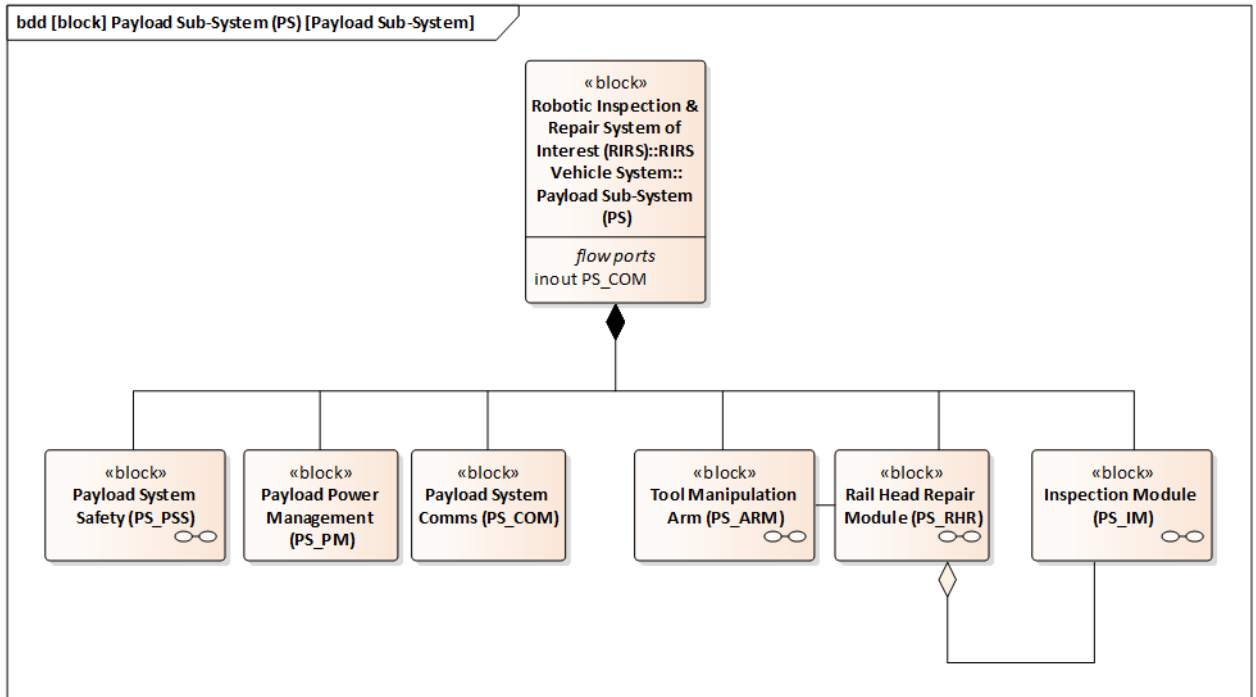 bdd [block] Payload Sub-System (PS) [Payload Sub-System]
«block»
Robotic Inspection &
Repair System of
Interest (RIRS)::RIRS
Vehicle System::
Payload Sub-System
(PS)
flow ports
inout PS_COM
«block»
Payload System
Safety (PS_PSS)
«block»
Payload Power
Management
(PS_PM)
«block»
Payload System
Comms (PS_COM)
«block»
Tool Manipulation
Arm (PS_ARM)
«block»
Rail Head Repair
Module (PS_RHR)
«block»
Inspection Module
(PS_IM)